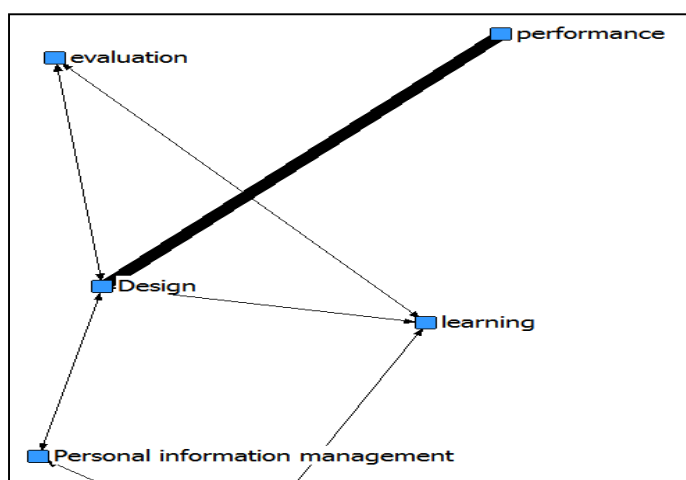 performance
evaluation
Design
learning
Personal information management